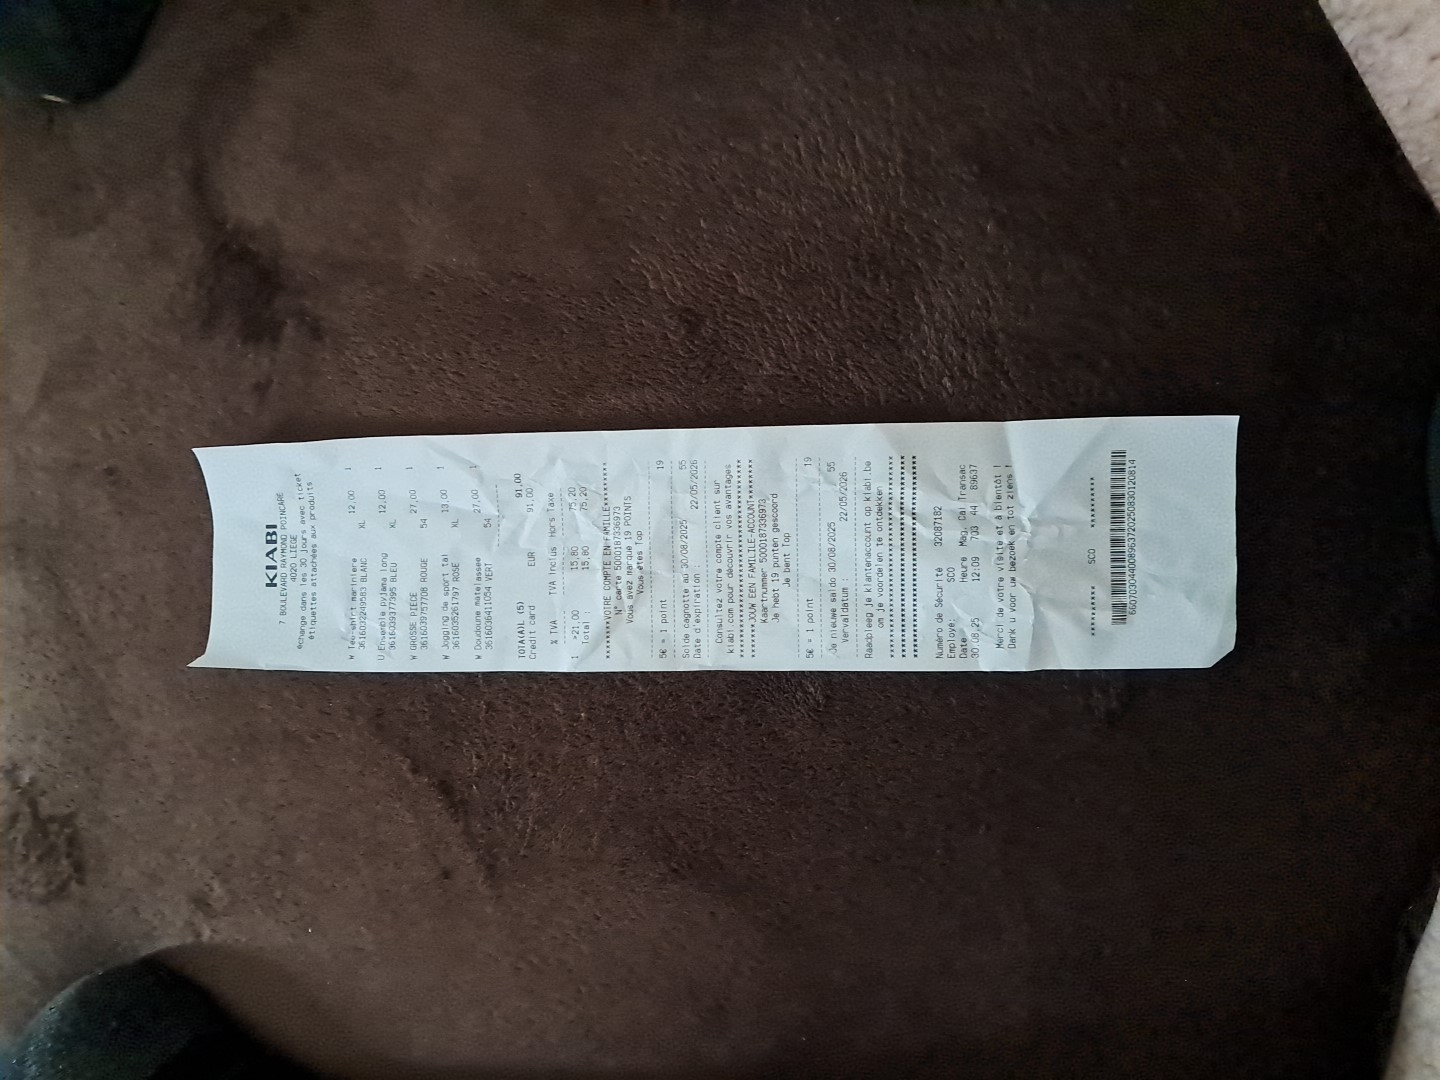 KIABI
7 BOULEVARD RAYMOND POINCARE
4020 LIEGE
échange dans les 30 jours avec ticket
étiquettes attachées aux produits
W Tee-shirt marinière 12,00 1
3616032249583 BLANC XL
U Ensemble pyjama long 12,00 1
3616039377295 BLEU XL
W GROSSE PIECE 27,00 1
3616039757708 ROUGE 54
W Jogging de sport tai 13,00 1
3616035261797 ROSE XL
W Doudoune matelassée 27,00 1
3616036411054 VERT 54
TOTA(A)L (5) 91,00
Credit card EUR 91,00
% TVA TVA Inclus Hors Taxe
1 =21,00 15,80 75,20
Total : 15,80 75,20
******VOTRE COMPTE EN FAMILLE******
N° carte 5000187336973
Vous avez marqué 19 POINTS
Vous êtes Top
5€ = 1 point 19
Solde cagnotte au 30/08/2025 55
Date d'expiration : 22/05/2026
Consultez votre compte client sur
kiabi.com pour découvrir vos avantages
JOUW EEN FAMILILE-ACCOUNT
Kaartnummer 5000187336973
Je hebt 19 punten gescoord
Je bent Top
5€ = 1 point 19
Je nieuwe saldo 30/08/2025 55
Vervaldatum : 22/05/2026
Raadpleeg je klantenaccount op kiabi.be
om je voordelen te ontdekken
Numéro de Sécurité 32087182
Employé. SCO
Date Heure Mag Cai Transac
30.08.25 12:09 703 44 B9637
Merci de votre visite et à bientôt !
Dank u voor uw bezoek en tot ziens !
********* SCO *********